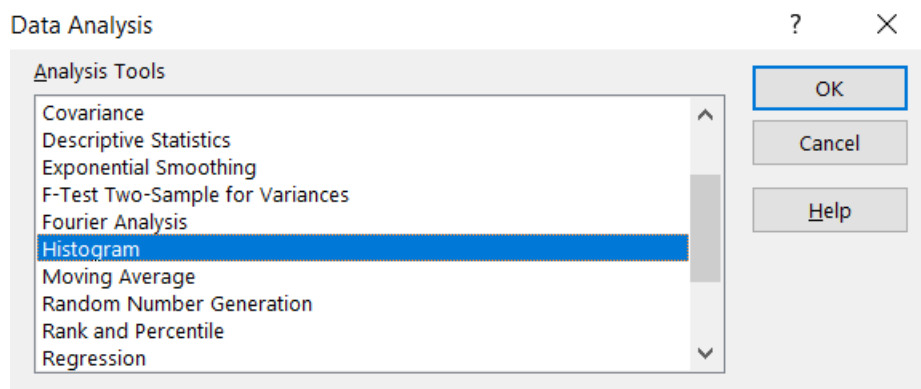 Data Analysis ?
Analysis Tools
Covariance
Descriptive Statistics
Exponential Smoothing
F-Test Two-Sample for Variances
Fourier Analysis
Histogram
Moving Average
Random Number Generation
Rank and Percentile
Regression
OK
Cancel
Help